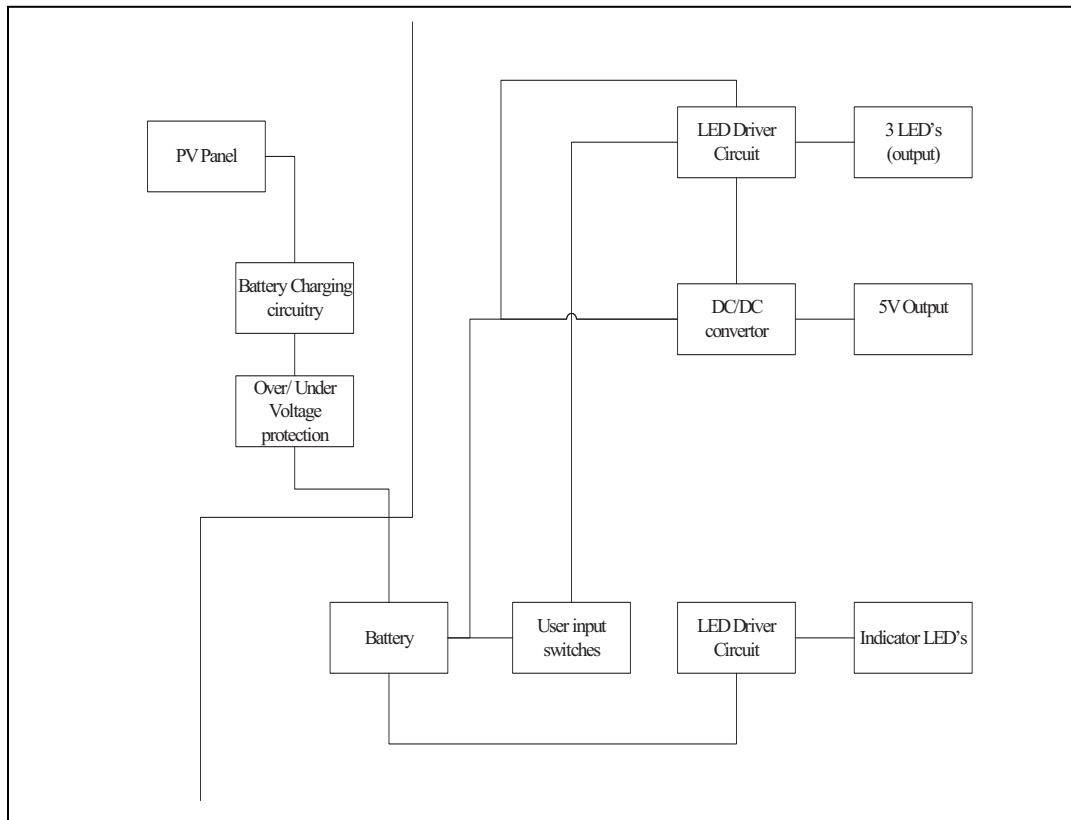 PV Panel
Battery Charging
circuitry
Over/ Under
Voltage
protection
LED Driver
Circuit
3 LED's
(output)
DC/DC
convertor
5V Output
Battery
User input
switches
LED Driver
Circuit
Indicator LED's